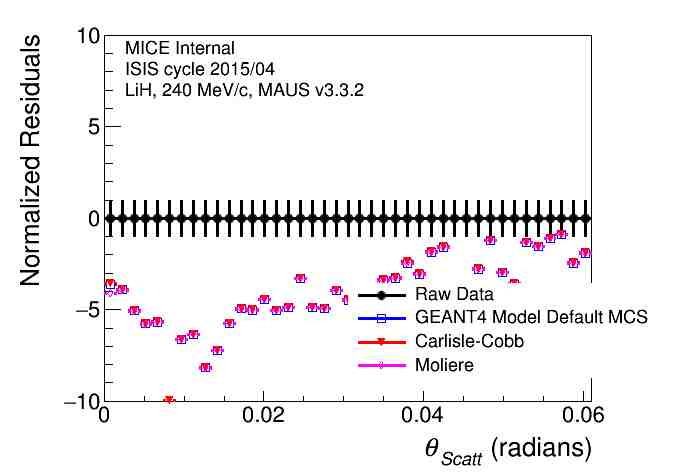 MICE Internal
ISIS cycle 2015/04
LiH, 240 MeV/c, MAUS v3.3.2
Normalized Residuals
10
5
0
−5
−10
Raw Data
GEANT4 Model Default MCS
Carlisle-Cobb
Moliere
0 0.02 0.04 0.06
θ_Scatt (radians)